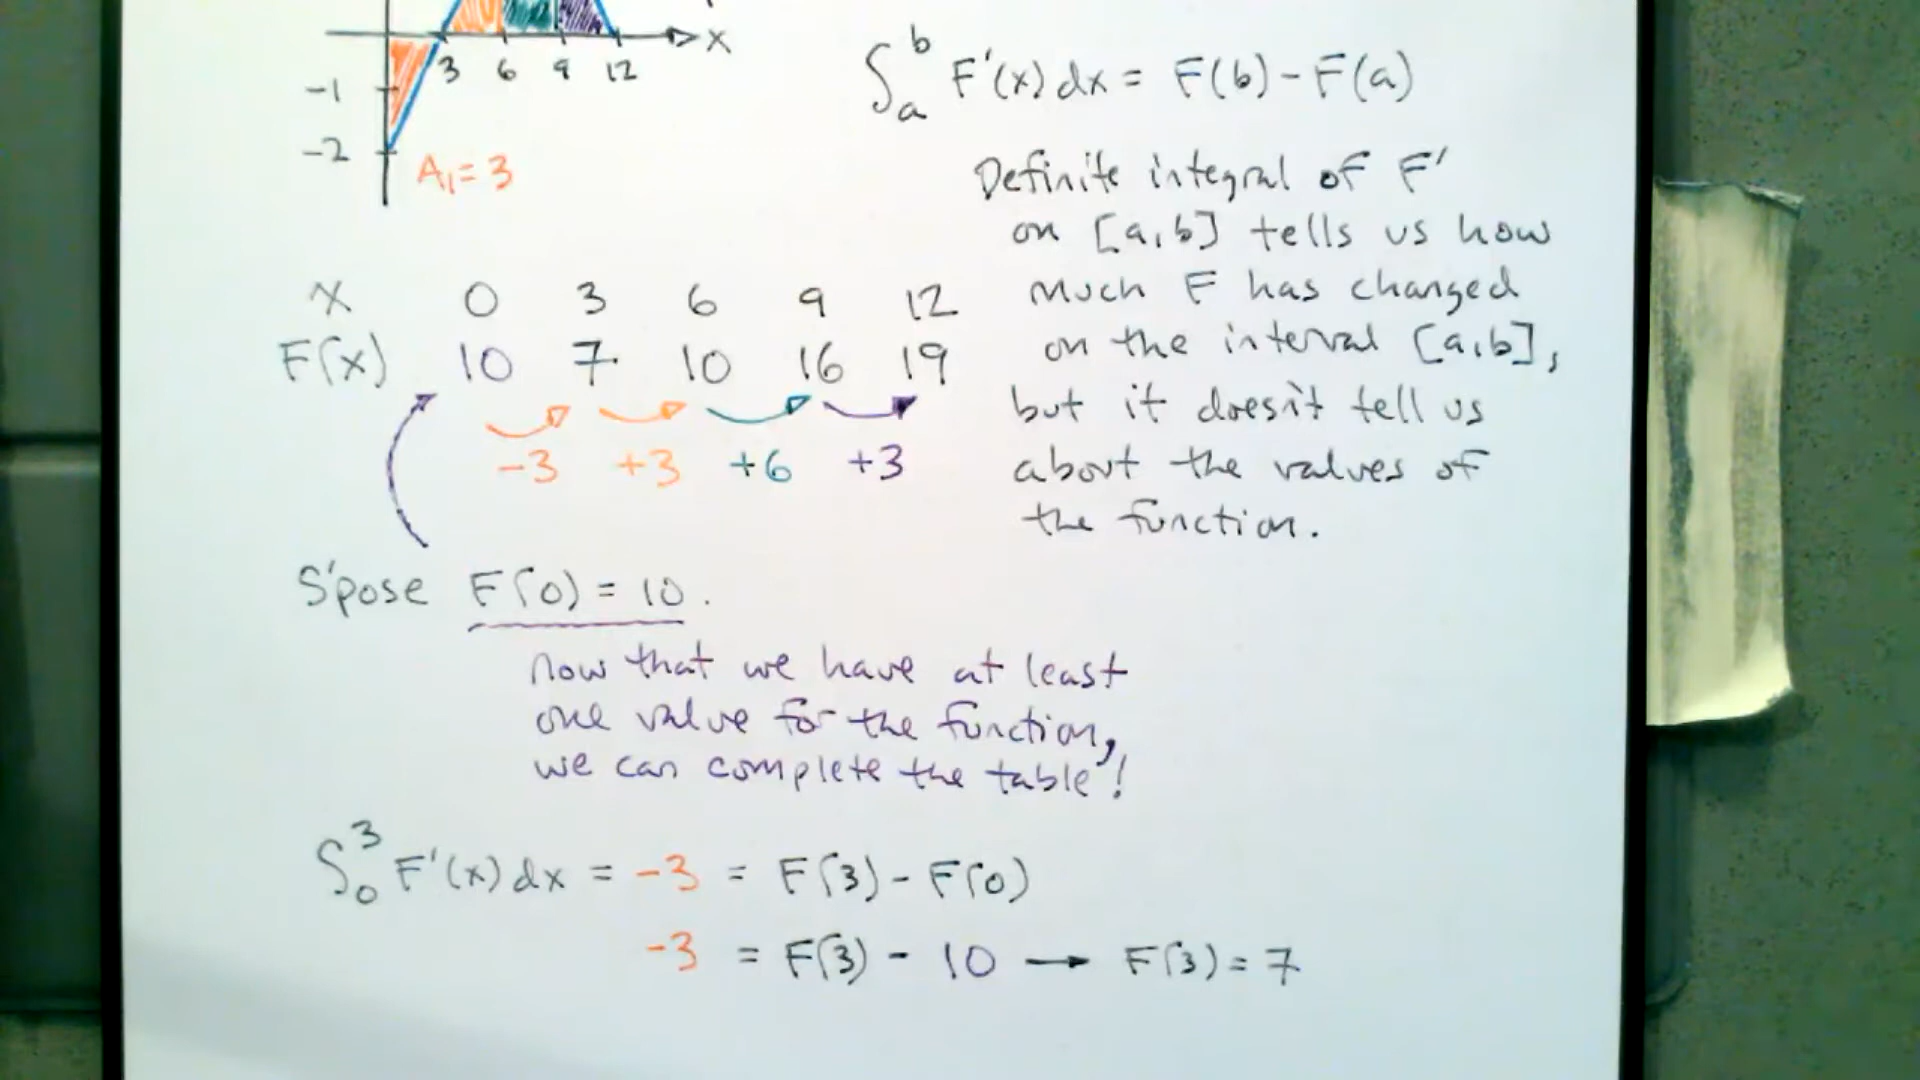 x
3 6 9 12
-1
-2
A₁=3
∫ₐᵇ F'(x) dx = F(b) - F(a)
Definite integral of F'
on [a,b] tells us how
much F has changed
on the interval [a,b],
but it doesn't tell us
about the values of
the function.
x 0 3 6 9 12
F(x) 10 7 10 16 19
-3 +3 +6 +3
S'pose F(0) = 10.
now that we have at least
one value for the function,
we can complete the table!
∫₀³ F'(x) dx = -3 = F(3) - F(0)
-3 = F(3) - 10 → F(3) = 7